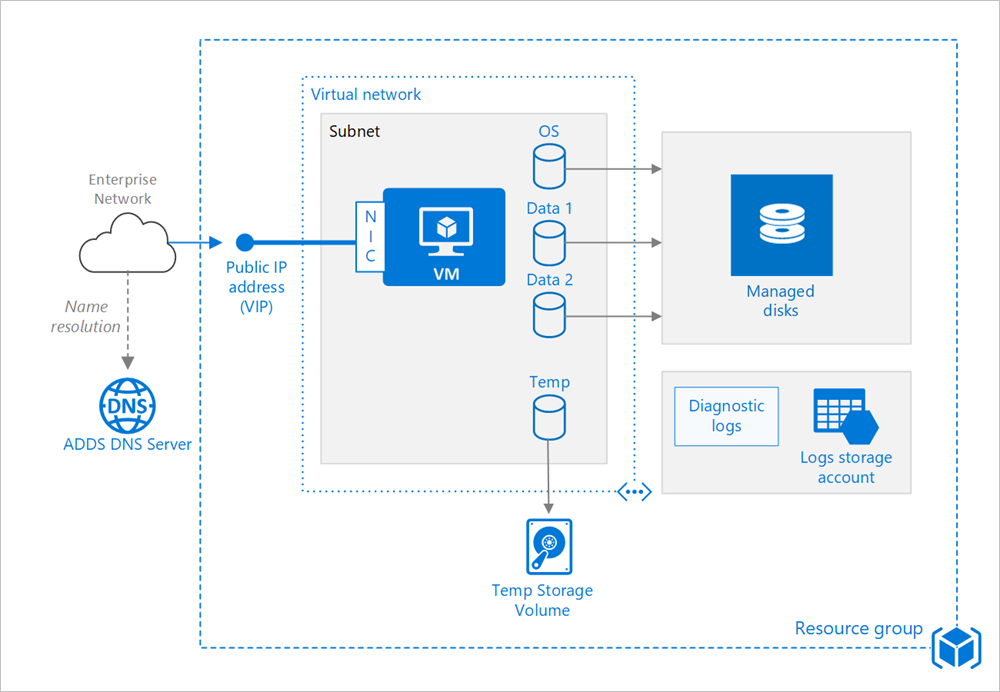 Virtual network
Subnet
OS
Enterprise
Network
Data 1
N
I
C
VM
Public IP
address
(VIP)
Data 2
Managed
disks
Name
resolution
DNS
ADDS DNS Server
Temp
Diagnostic
logs
Logs storage
account
Temp Storage
Volume
Resource group